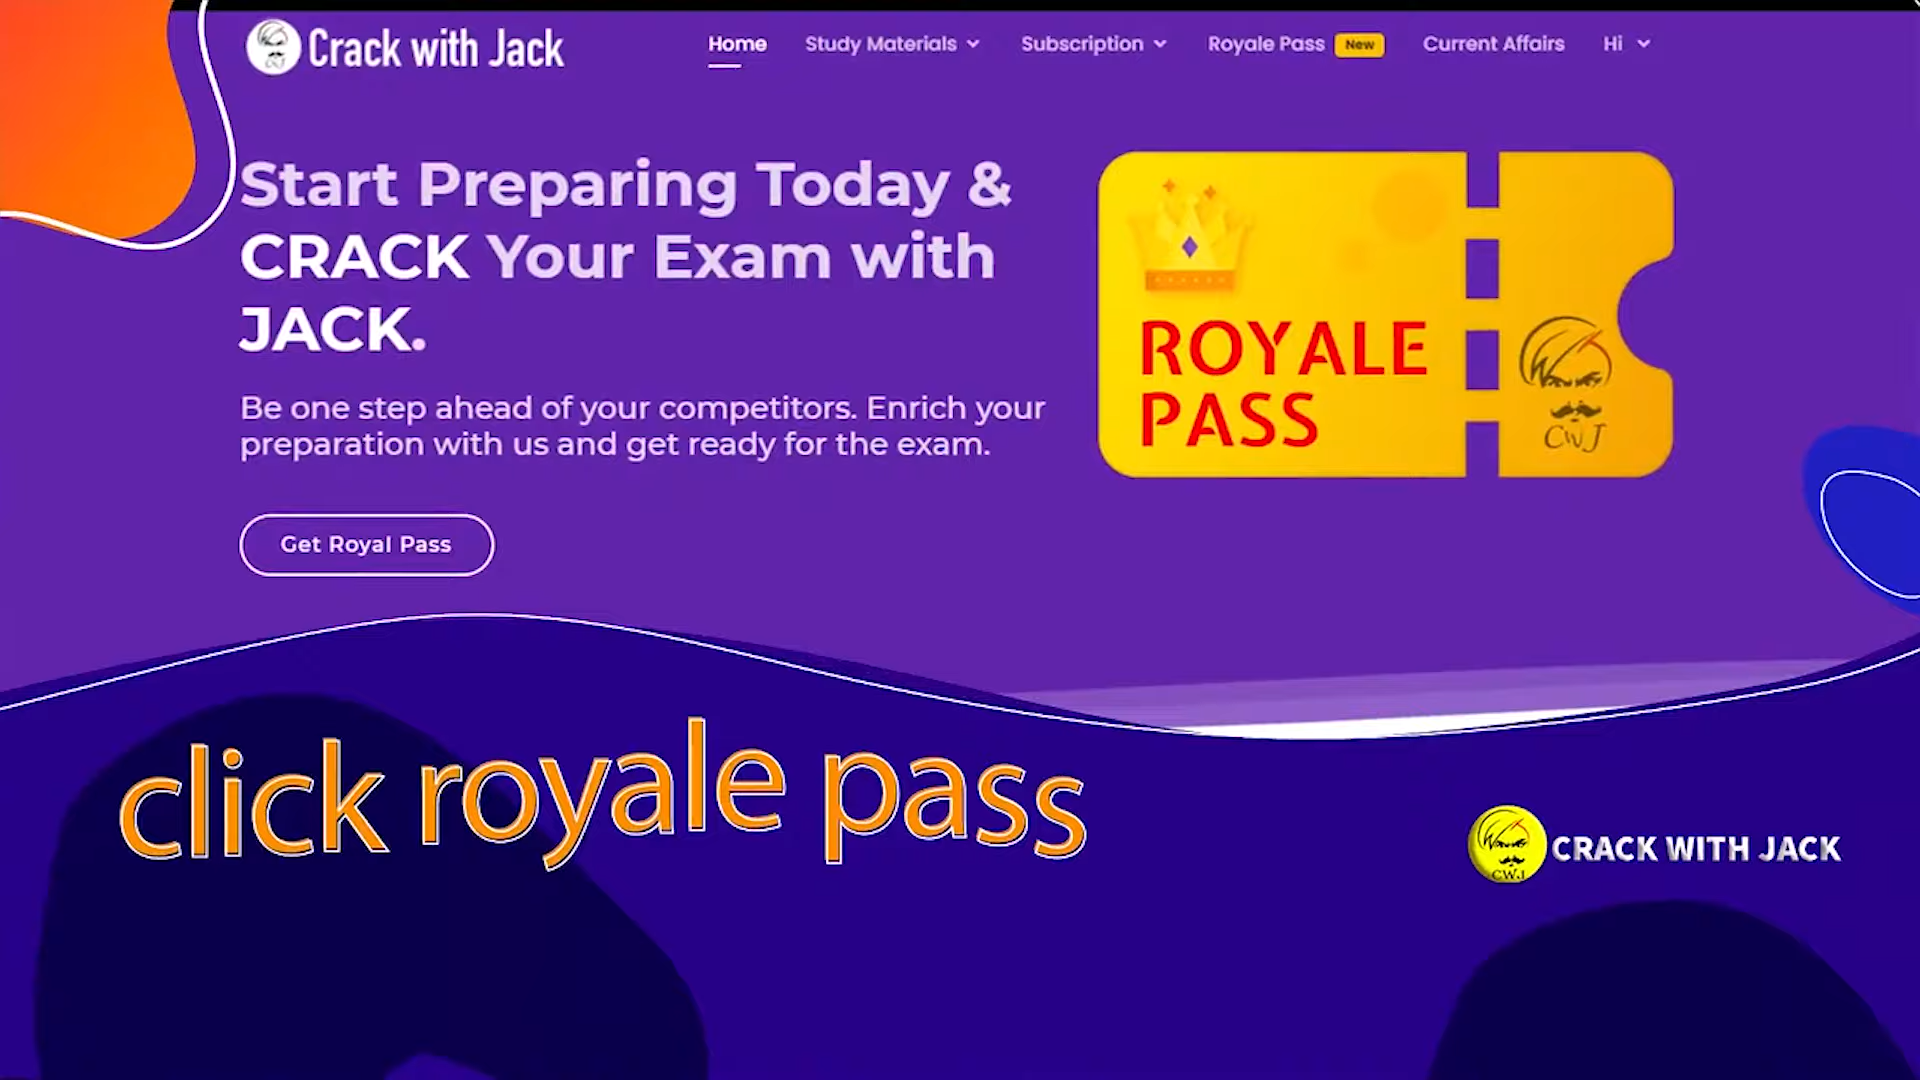 Crack with Jack
Home
Study Materials
Subscription
Royale Pass
New
Current Affairs
Hi
Start Preparing Today &
CRACK Your Exam with
JACK.
Be one step ahead of your competitors. Enrich your
preparation with us and get ready for the exam.
Get Royal Pass
ROYALE
PASS
CWJ
click royale pass
CWJ
CRACK WITH JACK